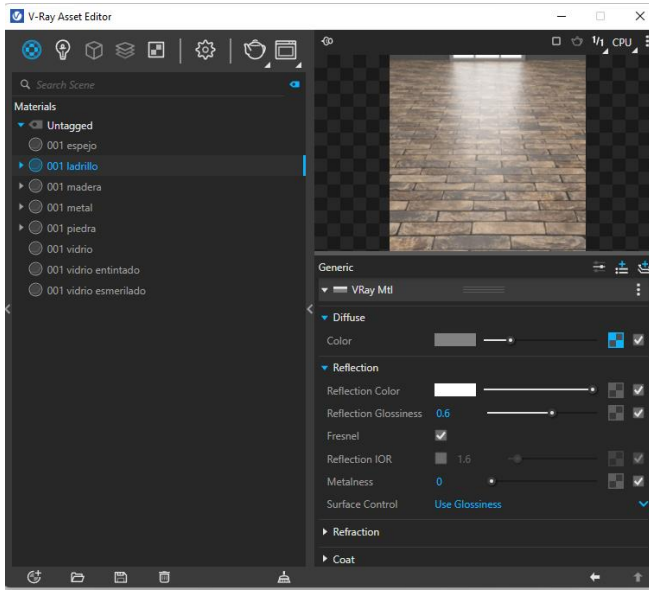 V-Ray Asset Editor
1/1 CPU
Search Scene
Materials
Untagged
001 espejo
001 ladrillo
001 madera
001 metal
001 piedra
001 vidrio
001 vidrio entintado
001 vidrio esmerilado
Generic
VRay Mtl
Diffuse
Color
Reflection
Reflection Color
Reflection Glossiness 0.6
Fresnel
Reflection IOR 1.6
Metalness 0
Surface Control Use Glossiness
Refraction
Coat